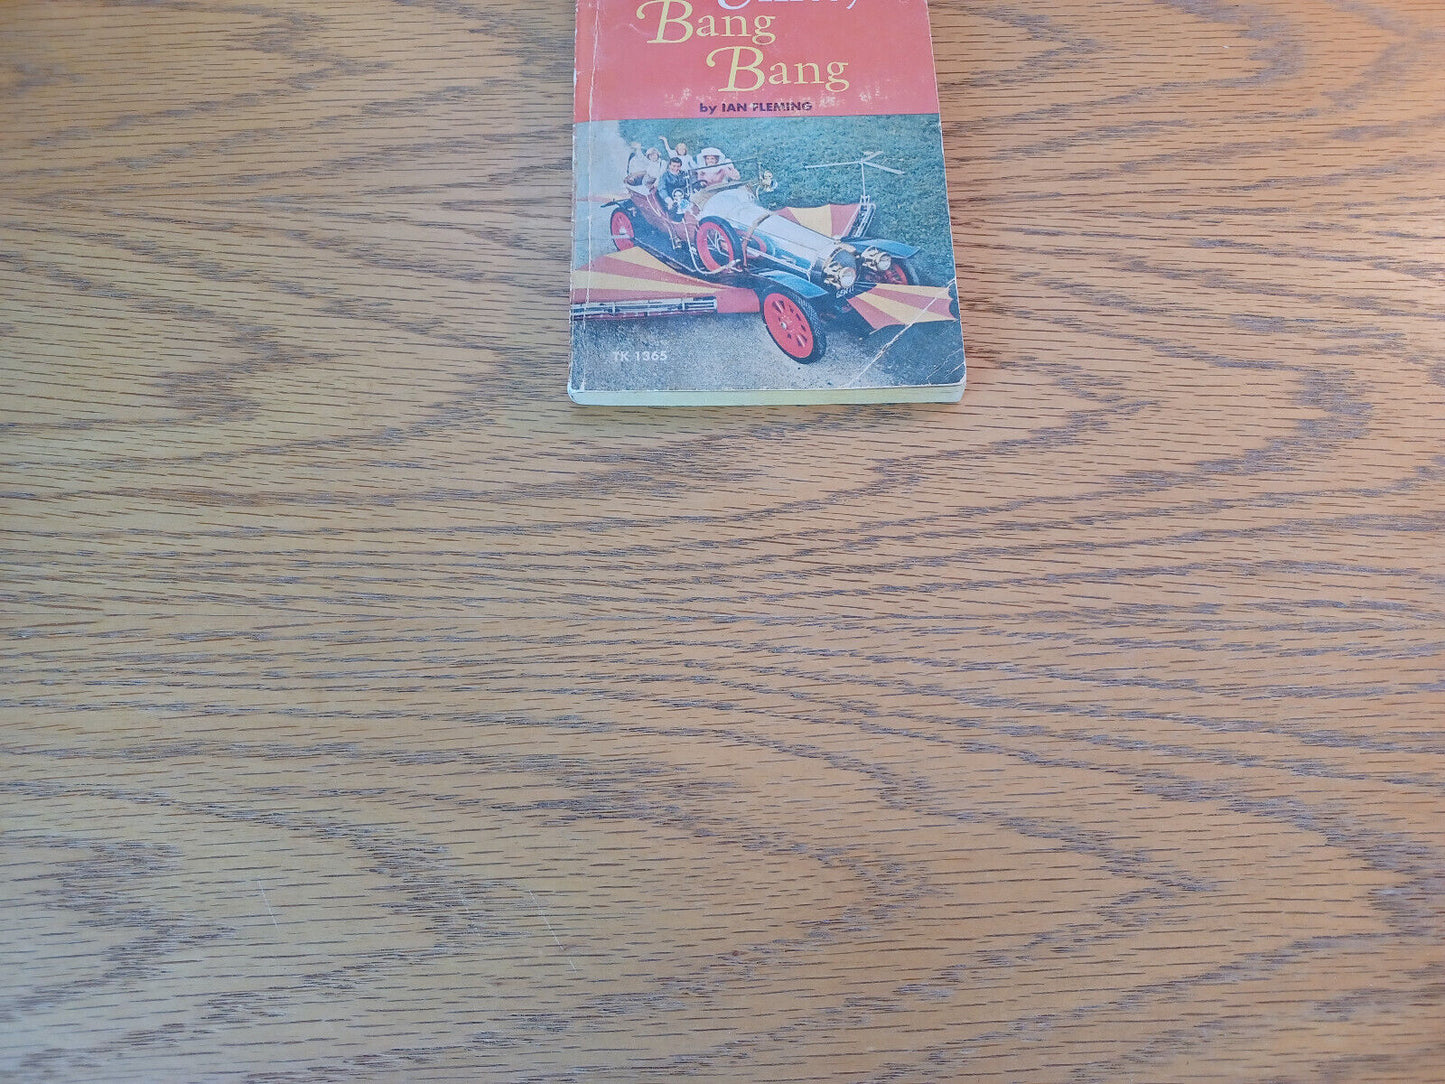 Bang
Bang
by IAN FLEMING
TK 1365